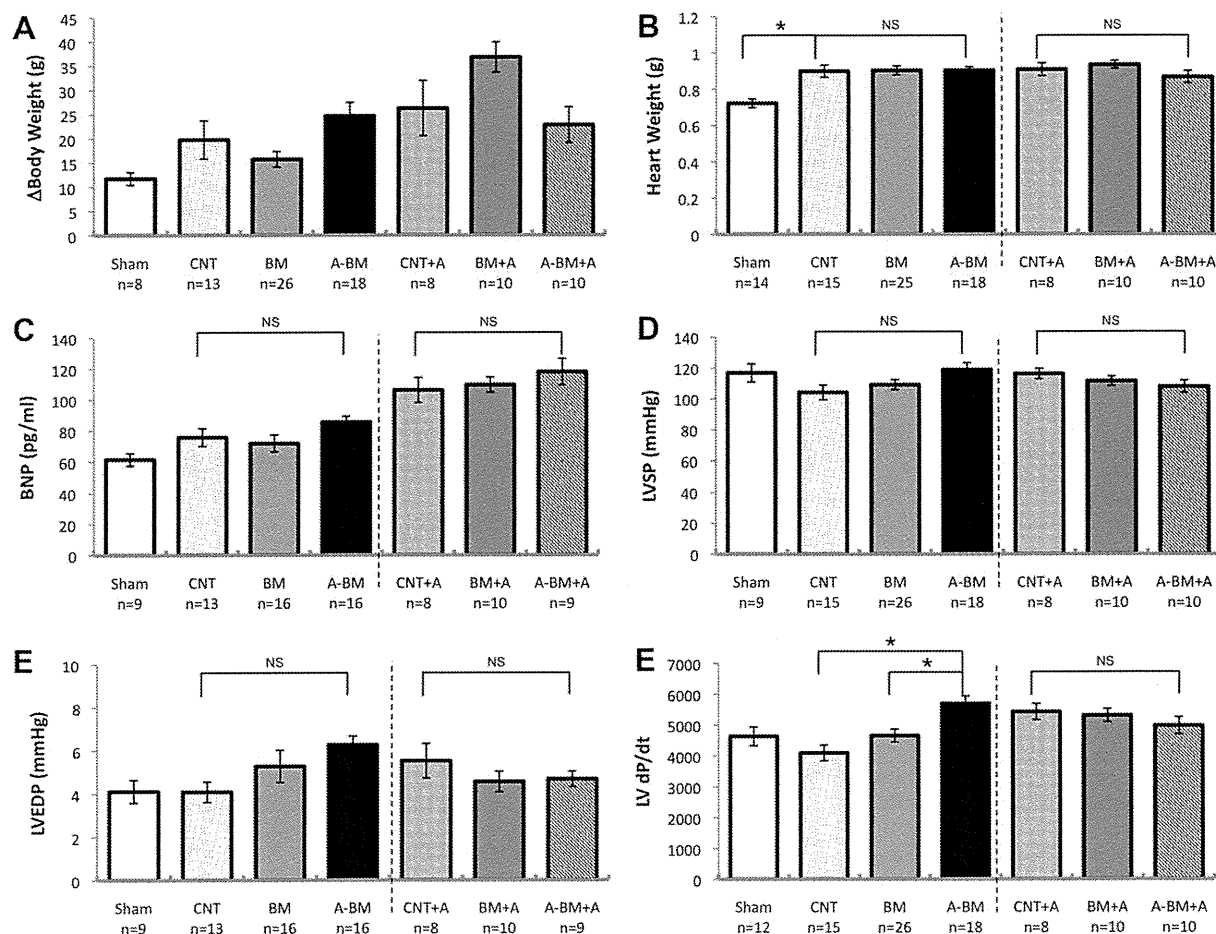 A
ΔBody Weight (g)
45
40
35
30
25
20
15
10
5
0
Sham CNT BM A-BM CNT+A BM+A A-BM+A
n=8 n=13 n=26 n=18 n=8 n=10 n=10
B
Heart Weight (g)
1.2
1
0.8
0.6
0.4
0.2
0
* NS NS
Sham CNT BM A-BM CNT+A BM+A A-BM+A
n=14 n=15 n=25 n=18 n=8 n=10 n=10
C
BNP (pg/ml)
140
120
100
80
60
40
20
0
NS NS
Sham CNT BM A-BM CNT+A BM+A A-BM+A
n=9 n=13 n=16 n=16 n=8 n=10 n=9
D
LVSP (mmHg)
140
120
100
80
60
40
20
0
NS NS
Sham CNT BM A-BM CNT+A BM+A A-BM+A
n=9 n=15 n=26 n=18 n=8 n=10 n=10
E
LVEDP (mmHg)
10
8
6
4
2
0
NS NS
Sham CNT BM A-BM CNT+A BM+A A-BM+A
n=9 n=13 n=16 n=16 n=8 n=10 n=9
E
LV dP/dt
7000
6000
5000
4000
3000
2000
1000
0
*
* NS
Sham CNT BM A-BM CNT+A BM+A A-BM+A
n=12 n=15 n=26 n=18 n=8 n=10 n=10